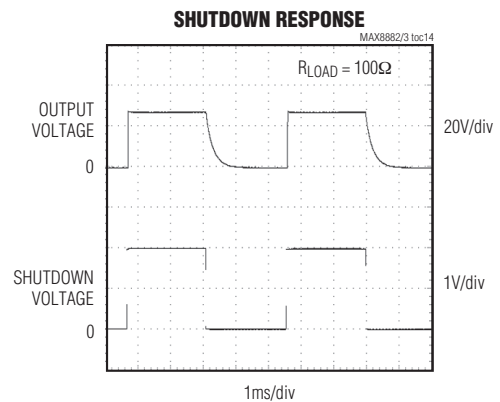 SHUTDOWN RESPONSE
MAX8882/3 toc14
RLOAD = 100Ω
OUTPUT
VOLTAGE
0
20V/div
SHUTDOWN
VOLTAGE
0
1V/div
1ms/div